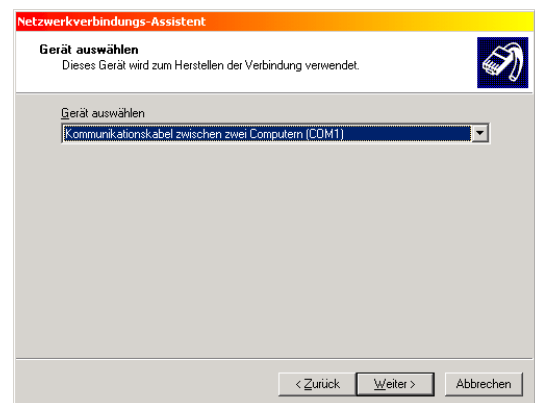 Netzwerkverbindungs-Assistent
Gerät auswählen
Dieses Gerät wird zum Herstellen der Verbindung verwendet.
Gerät auswählen
Kommunikationskabel zwischen zwei Computern (COM1)
< Zurück Weiter > Abbrechen